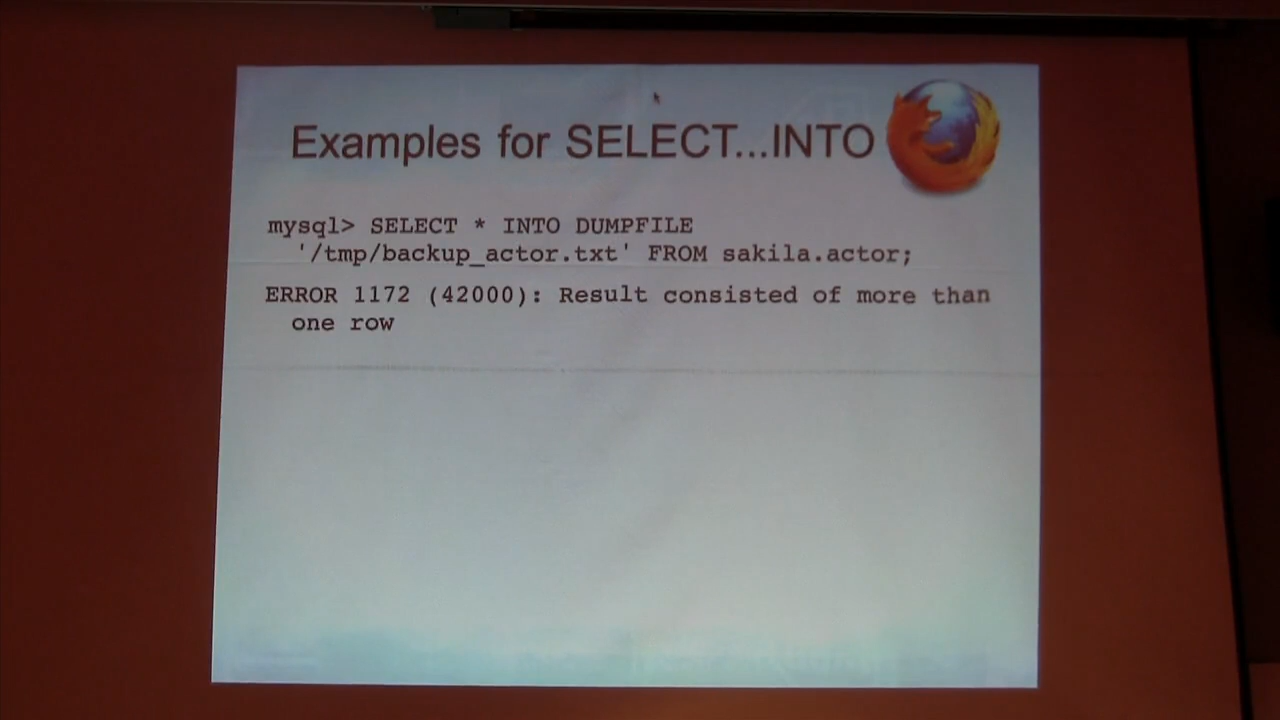 Examples for SELECT...INTO
mysql> SELECT * INTO DUMPFILE
'/tmp/backup_actor.txt' FROM sakila.actor;
ERROR 1172 (42000): Result consisted of more than
one row